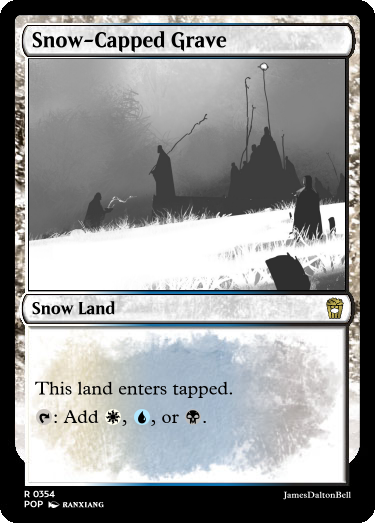 Snow-Capped Grave
Snow Land
This land enters tapped.
: Add , , or .
R 0354
POP RANXIANG
JamesDaltonBell